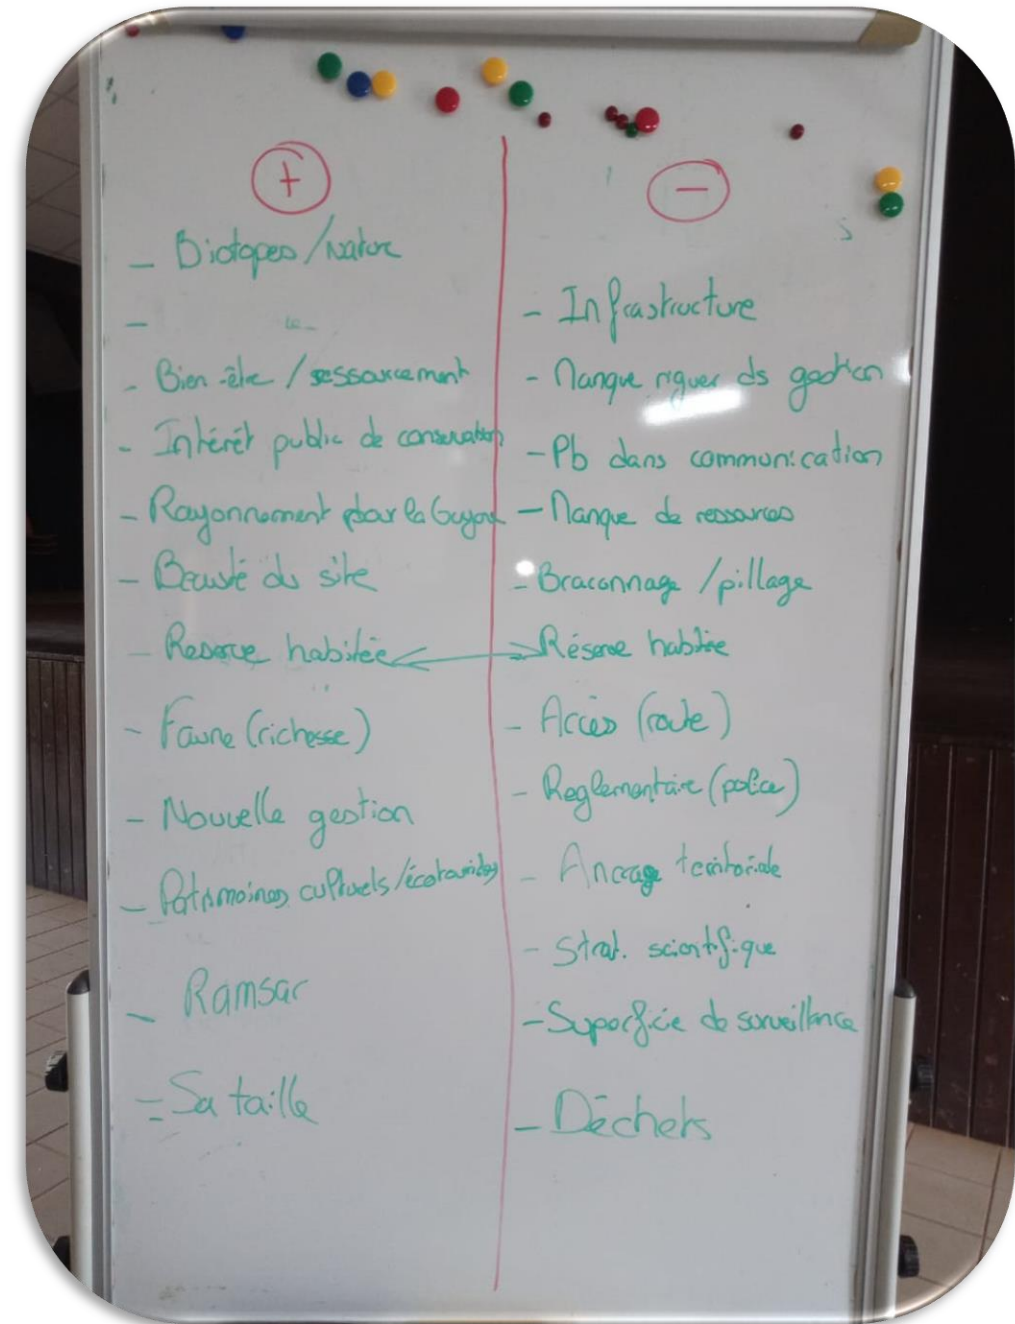 +
- Biotopes / Nature
-
- Bien-être / ressourcement
- Intérêt public de conservation
- Rayonnement pour la Guyane
- Beauté du site
- Reserve habitée
- Faune (richesse)
- Nouvelle gestion
- Patrimoines culturels / écotourides
- Ramsar
= Sa taille
-
- Infrastructure
- Manque riguer ds gestion
- Pb dans communication
- Manque de ressources
- Braconnage / pillage
- Réserve habitée
- Accès (route)
- Reglementaire (police)
- Ancrage territoriale
- Strat. scientifique
- Superficie de surveillance
- Déchets